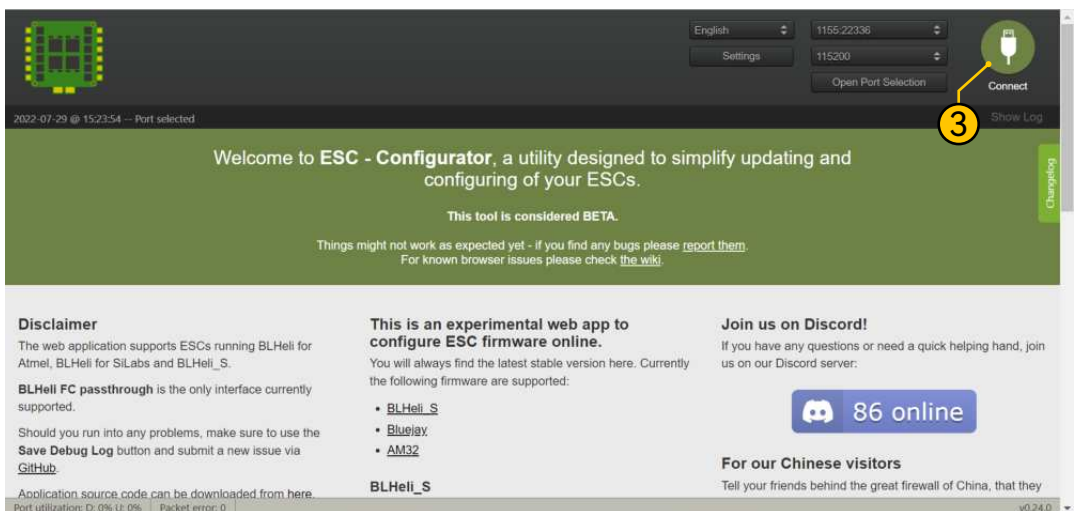 English
1155:22336
Settings
115200
Open Port Selection
Connect
3
2022-07-29 @ 15:23:54 -- Port selected
Show Log
Welcome to ESC - Configurator, a utility designed to simplify updating and
configuring of your ESCs.
This tool is considered BETA.
Things might not work as expected yet - if you find any bugs please report them.
For known browser issues please check the wiki.
Changelog
Disclaimer
The web application supports ESCs running BLHeli for
Atmel, BLHeli for SiLabs and BLHeli_S.
BLHeli FC passthrough is the only interface currently
supported.
Should you run into any problems, make sure to use the
Save Debug Log button and submit a new issue via
GitHub.
Application source code can be downloaded from here.
This is an experimental web app to
configure ESC firmware online.
You will always find the latest stable version here. Currently
the following firmware are supported:
• BLHeli_S
• Bluejay
• AM32
BLHeli_S
Join us on Discord!
If you have any questions or need a quick helping hand, join
us on our Discord server:
86 online
For our Chinese visitors
Tell your friends behind the great firewall of China, that they
Port utilization: D: 0% U: 0%
Packet error: 0
v0.24.0